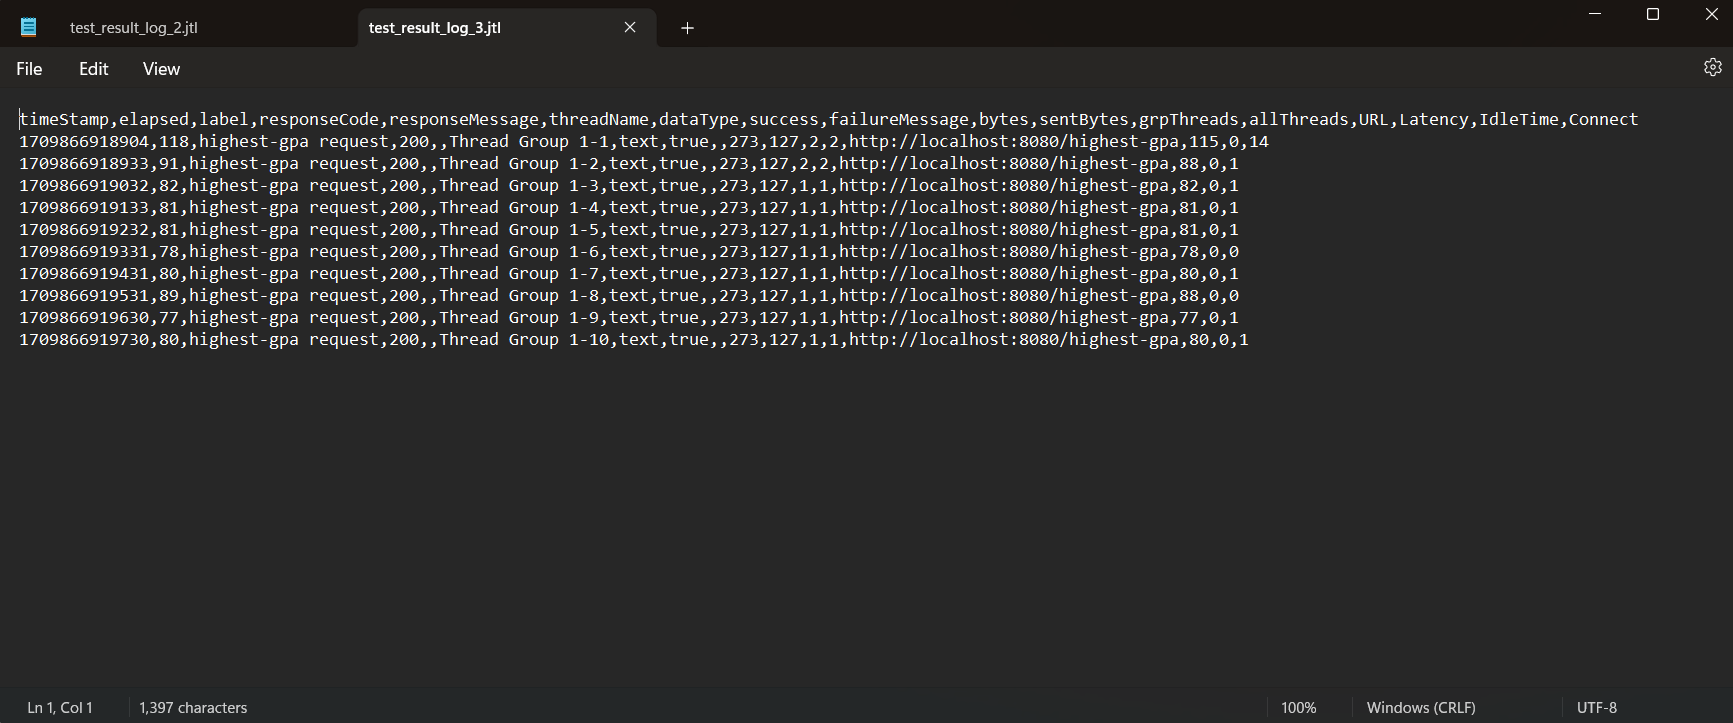 test_result_log_2.jtl
test_result_log_3.jtl
File Edit View
timeStamp,elapsed,label,responseCode,responseMessage,threadName,dataType,success,failureMessage,bytes,sentBytes,grpThreads,allThreads,URL,Latency,IdleTime,Connect
1709866918904,118,highest-gpa request,200,,Thread Group 1-1,text,true,,273,127,2,2,http://localhost:8080/highest-gpa,115,0,14
1709866918933,91,highest-gpa request,200,,Thread Group 1-2,text,true,,273,127,2,2,http://localhost:8080/highest-gpa,88,0,1
1709866919032,82,highest-gpa request,200,,Thread Group 1-3,text,true,,273,127,1,1,http://localhost:8080/highest-gpa,82,0,1
1709866919133,81,highest-gpa request,200,,Thread Group 1-4,text,true,,273,127,1,1,http://localhost:8080/highest-gpa,81,0,1
1709866919232,81,highest-gpa request,200,,Thread Group 1-5,text,true,,273,127,1,1,http://localhost:8080/highest-gpa,81,0,1
1709866919331,78,highest-gpa request,200,,Thread Group 1-6,text,true,,273,127,1,1,http://localhost:8080/highest-gpa,78,0,0
1709866919431,80,highest-gpa request,200,,Thread Group 1-7,text,true,,273,127,1,1,http://localhost:8080/highest-gpa,80,0,1
1709866919531,89,highest-gpa request,200,,Thread Group 1-8,text,true,,273,127,1,1,http://localhost:8080/highest-gpa,88,0,0
1709866919630,77,highest-gpa request,200,,Thread Group 1-9,text,true,,273,127,1,1,http://localhost:8080/highest-gpa,77,0,1
1709866919730,80,highest-gpa request,200,,Thread Group 1-10,text,true,,273,127,1,1,http://localhost:8080/highest-gpa,80,0,1
Ln 1, Col 1 1,397 characters 100% Windows (CRLF) UTF-8